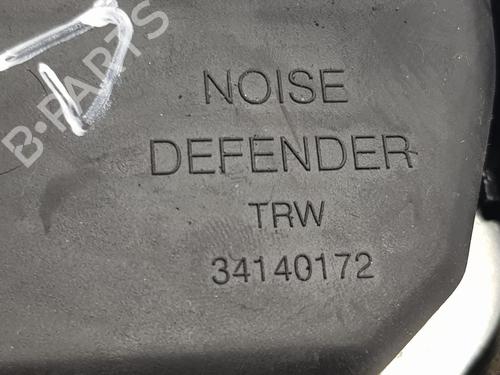 B-PARTS
NOISE
DEFENDER
TRW
34140172